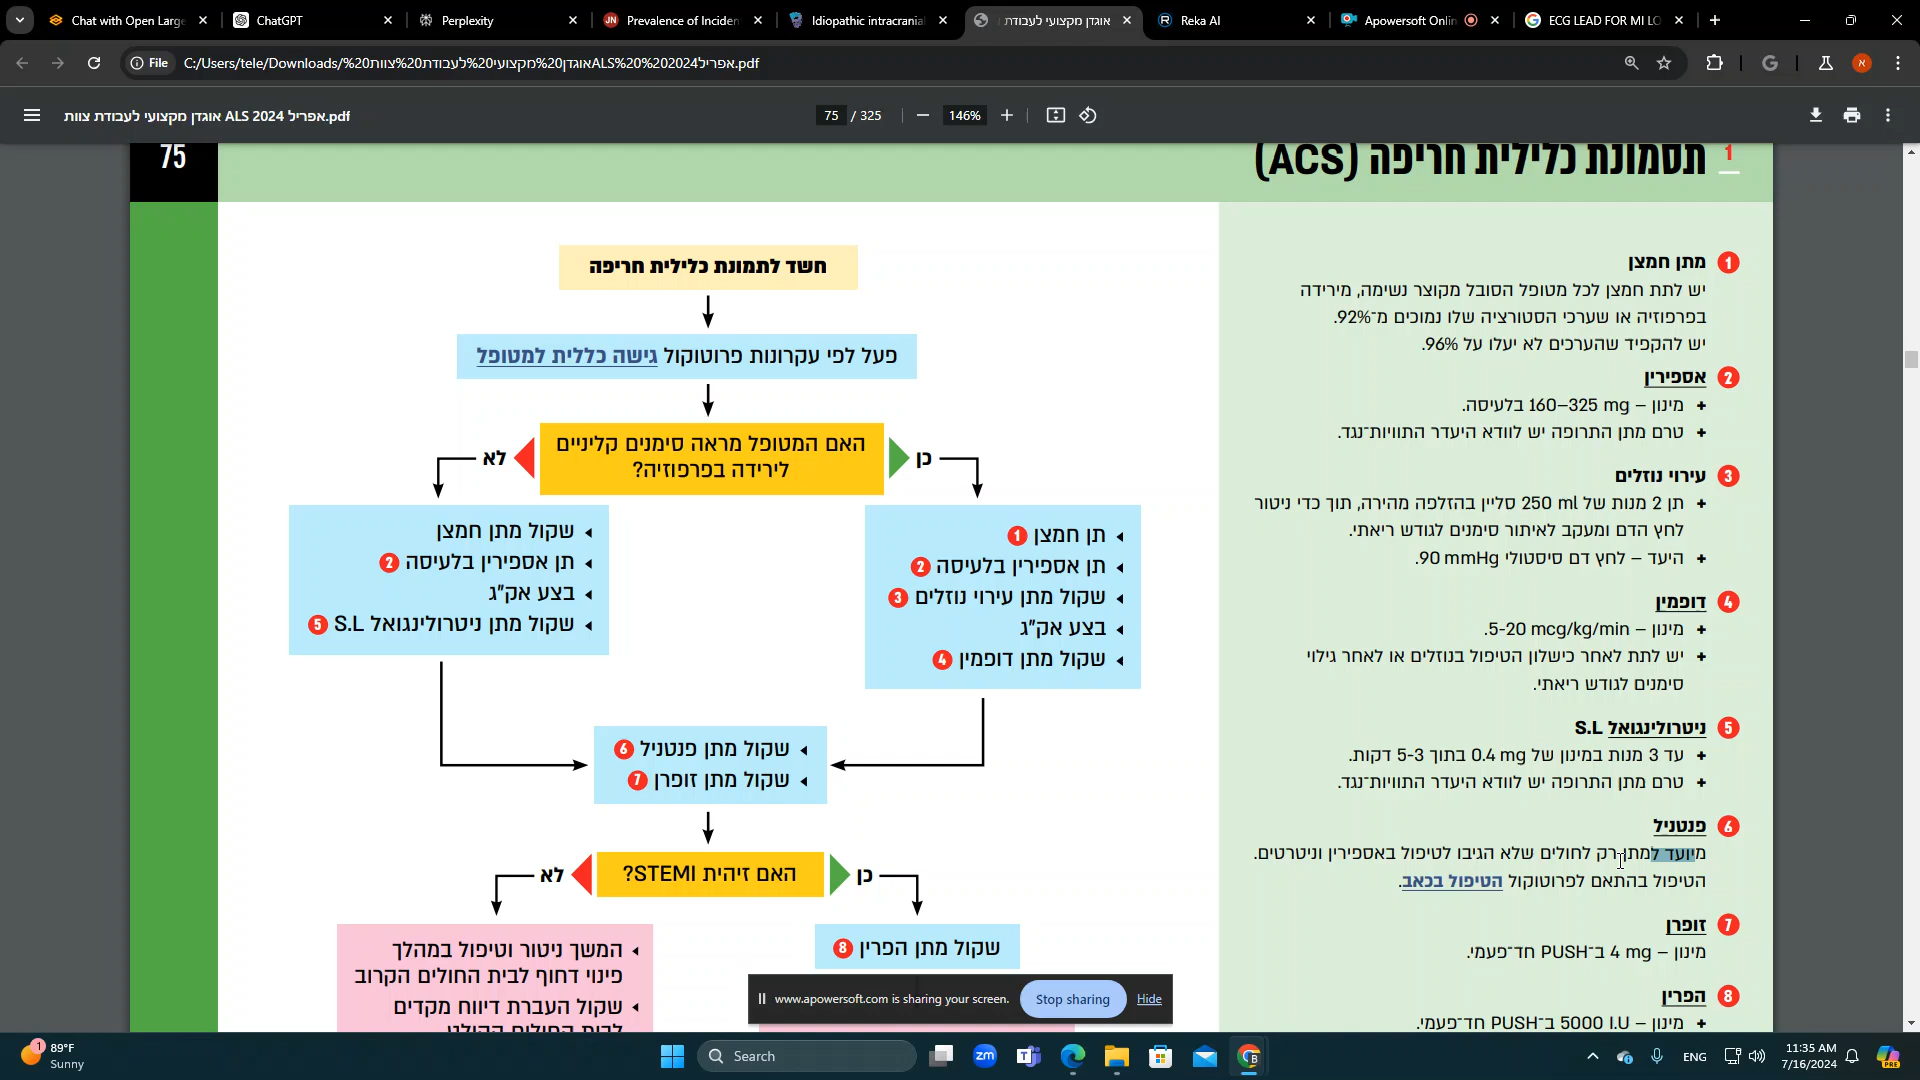 Chat with Open Large
ChatGPT
Perplexity
Prevalence of Inciden
Idiopathic intracrania
אוגדן מקצועי לעבודת
Reka AI
Apowersoft Onlin
ECG LEAD FOR MI LO
File
C:/Users/tele/Downloads/%20אוגדן%20מקצועי%20לעבודת%20צוותALS%20%202024אפריל.pdf
אוגדן מקצועי לעבודת צוות ALS 2024 אפריל.pdf
75 / 325
146%
75
1 תסמונת כלילית חריפה (ACS)
חשד לתמונת כלילית חריפה
פעל לפי עקרונות פרוטוקול גישה כללית למטופל
האם המטופל מראה סימנים קליניים
לירידה בפרפוזיה?
כן
לא
תן חמצן 1
תן אספירין בלעיסה 2
שקול מתן עירוי נוזלים 3
בצע אק"ג
שקול מתן דופמין 4
שקול מתן חמצן
תן אספירין בלעיסה 2
בצע אק"ג
שקול מתן ניטרולינגואל S.L 5
שקול מתן פנטניל 6
שקול מתן זופרן 7
האם זיהית STEMI?
כן
לא
שקול מתן הפרין 8
המשך ניטור וטיפול במהלך
פינוי דחוף לבית החולים הקרוב
שקול העברת דיווח מקדים
לבית החולים הקולט
1 מתן חמצן
יש לתת חמצן לכל מטופל הסובל מקוצר נשימה, מירידה
בפרפוזיה או שערכי הסטורציה שלו נמוכים מ־92%.
יש להקפיד שהערכים לא יעלו על 96%.
2 אספירין
+ מינון – 160–325 mg בלעיסה.
+ טרם מתן התרופה יש לוודא היעדר התוויות־נגד.
3 עירוי נוזלים
+ תן 2 מנות של 250 ml סליין בהזלפה מהירה, תוך כדי ניטור
לחץ הדם ומעקב לאיתור סימנים לגודש ריאתי.
+ היעד – לחץ דם סיסטולי 90 mmHg.
4 דופמין
+ מינון – 5-20 mcg/kg/min.
+ יש לתת לאחר כישלון הטיפול בנוזלים או לאחר גילוי
סימנים לגודש ריאתי.
5 ניטרולינגואל S.L
+ עד 3 מנות במינון של 0.4 mg בתוך 5-3 דקות.
+ טרם מתן התרופה יש לוודא היעדר התוויות־נגד.
6 פנטניל
מיועד למתן רק לחולים שלא הגיבו לטיפול באספירין וניטרטים.
הטיפול בהתאם לפרוטוקול הטיפול בכאב.
7 זופרן
מינון – 4 mg ב־PUSH חד־פעמי.
8 הפרין
+ מינון – 5000 I.U ב־PUSH חד־פעמי.
www.apowersoft.com is sharing your screen.
Stop sharing
Hide
1
89°F
Sunny
Search
zm
ENG
11:35 AM
7/16/2024
PRE